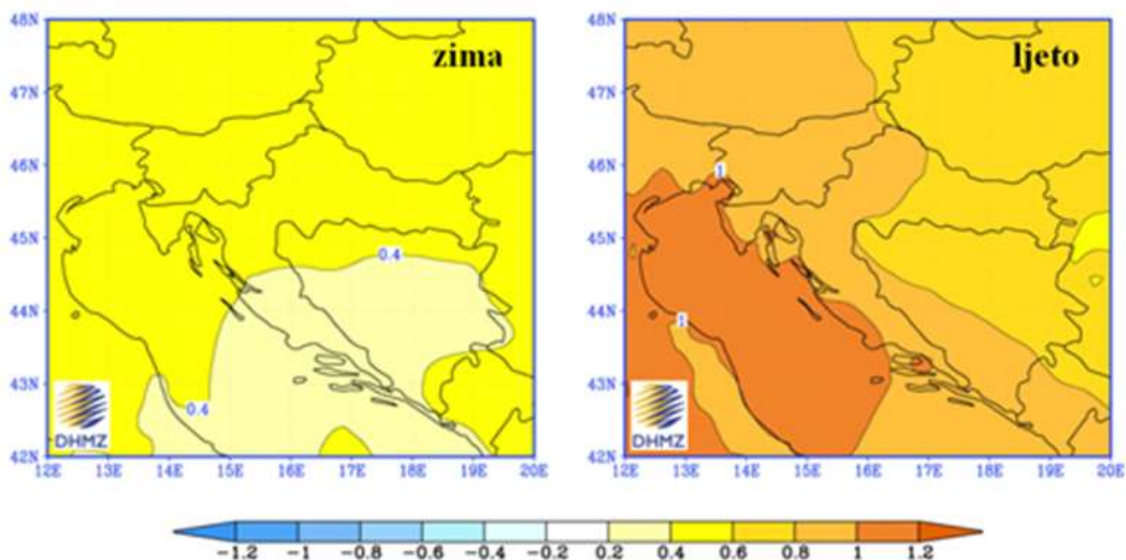 zima
ljeto
48N
47N
46N
45N
44N
43N
42N
48N
47N
46N
45N
44N
43N
42N
0.4
0.4
1
1
DHMZ
DHMZ
12E 13E 14E 15E 16E 17E 18E 19E 20E
12E 13E 14E 15E 16E 17E 18E 19E 20E
-1.2 -1 -0.8 -0.6 -0.4 -0.2 0.2 0.4 0.6 0.8 1 1.2